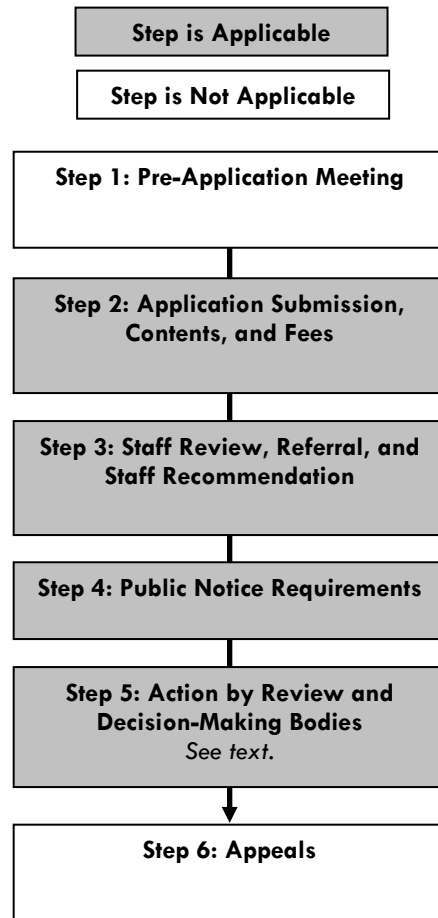 Step is Applicable
Step is Not Applicable
Step 1: Pre-Application Meeting
Step 2: Application Submission,
Contents, and Fees
Step 3: Staff Review, Referral, and
Staff Recommendation
Step 4: Public Notice Requirements
Step 5: Action by Review and
Decision-Making Bodies
See text.
Step 6: Appeals